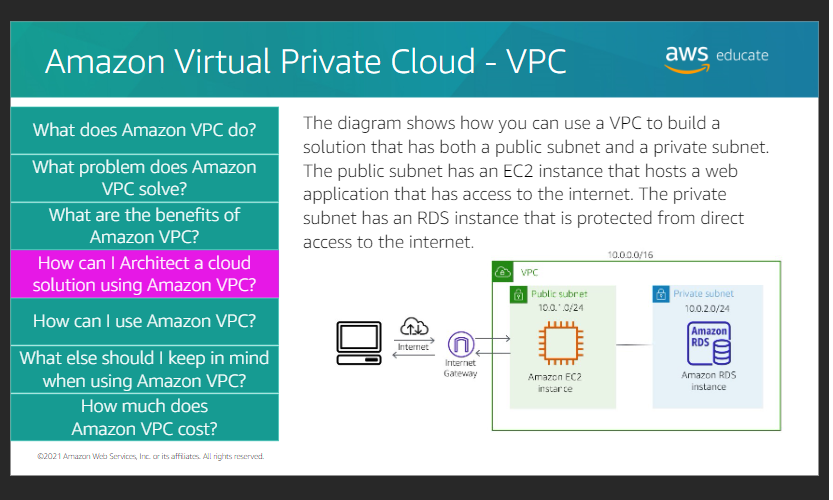 Amazon Virtual Private Cloud - VPC
aws educate
What does Amazon VPC do?
What problem does Amazon
VPC solve?
What are the benefits of
Amazon VPC?
How can I Architect a cloud
solution using Amazon VPC?
How can I use Amazon VPC?
What else should I keep in mind
when using Amazon VPC?
How much does
Amazon VPC cost?
©2021 Amazon Web Services, Inc. or its affiliates. All rights reserved.
The diagram shows how you can use a VPC to build a
solution that has both a public subnet and a private subnet.
The public subnet has an EC2 instance that hosts a web
application that has access to the internet. The private
subnet has an RDS instance that is protected from direct
access to the internet.
10.0.0.0/16
VPC
Public subnet
10.0.1.0/24
Amazon EC2
instance
Private subnet
10.0.2.0/24
Amazon
RDS
Amazon RDS
instance
Internet
Internet
Gateway